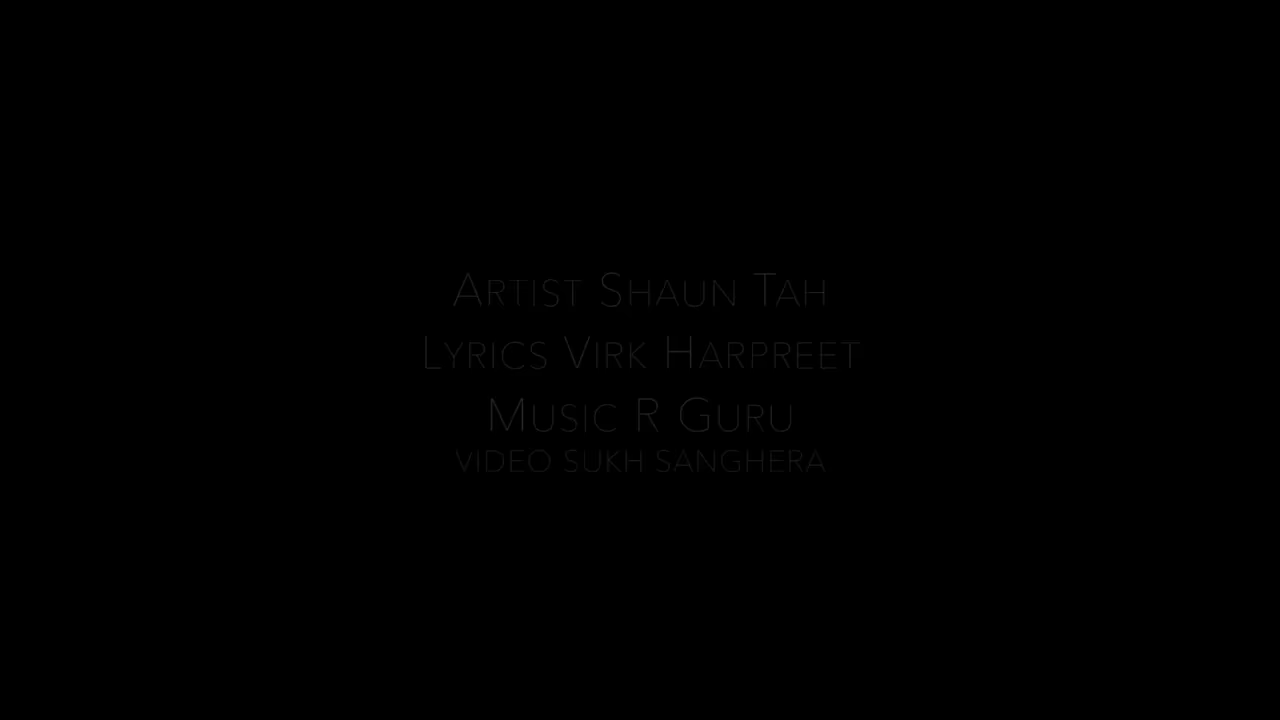 Artist Shaun Tah
Lyrics Virk Harpreet
Music R Guru
VIDEO SUKH SANGHERA